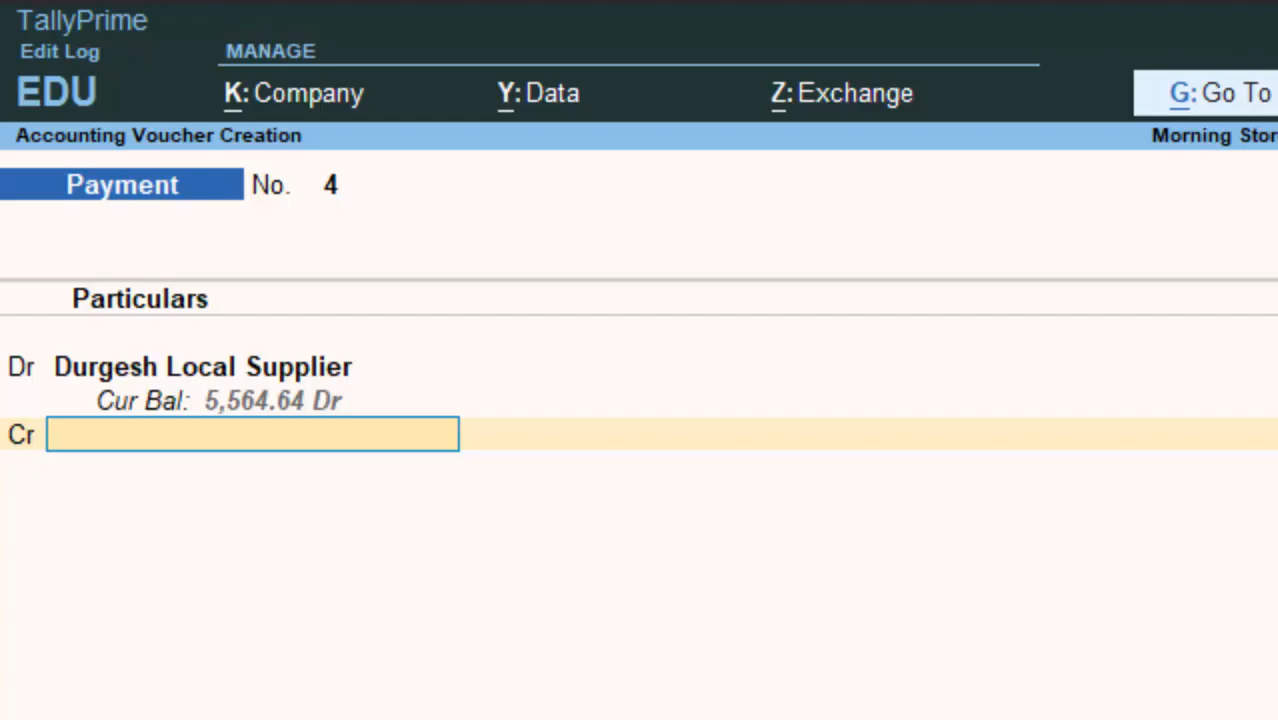 TallyPrime
Edit Log
MANAGE
EDU
K: Company
Y: Data
Z: Exchange
G: Go To
Accounting Voucher Creation
Morning Stor
Payment No. 4
Particulars
Dr Durgesh Local Supplier
Cur Bal: 5,564.64 Dr
Cr